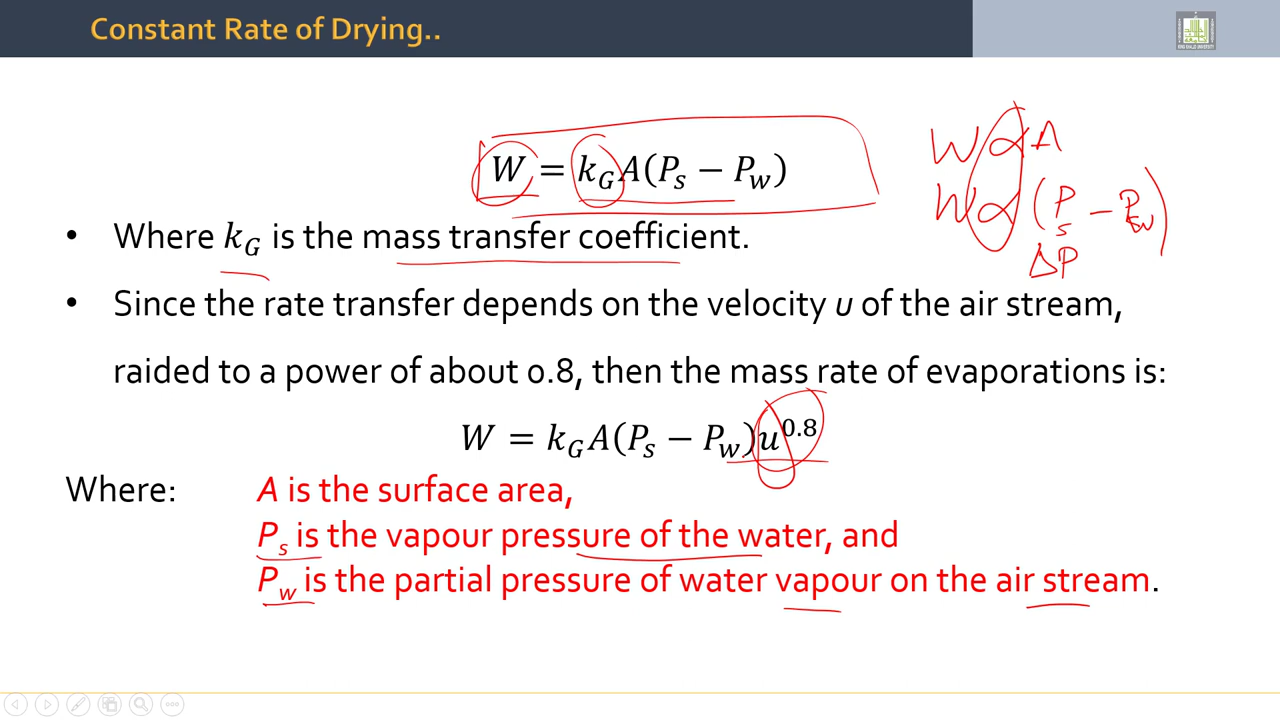 Constant Rate of Drying..
KING KHALID UNIVERSITY
W = k_G A(P_s − P_w)
W ∝ A
W ∝ (P_s − P_w)
ΔP
• Where k_G is the mass transfer coefficient.
• Since the rate transfer depends on the velocity u of the air stream,
raided to a power of about 0.8, then the mass rate of evaporations is:
W = k_G A(P_s − P_w)u^0.8
Where: A is the surface area,
P_s is the vapour pressure of the water, and
P_w is the partial pressure of water vapour on the air stream.